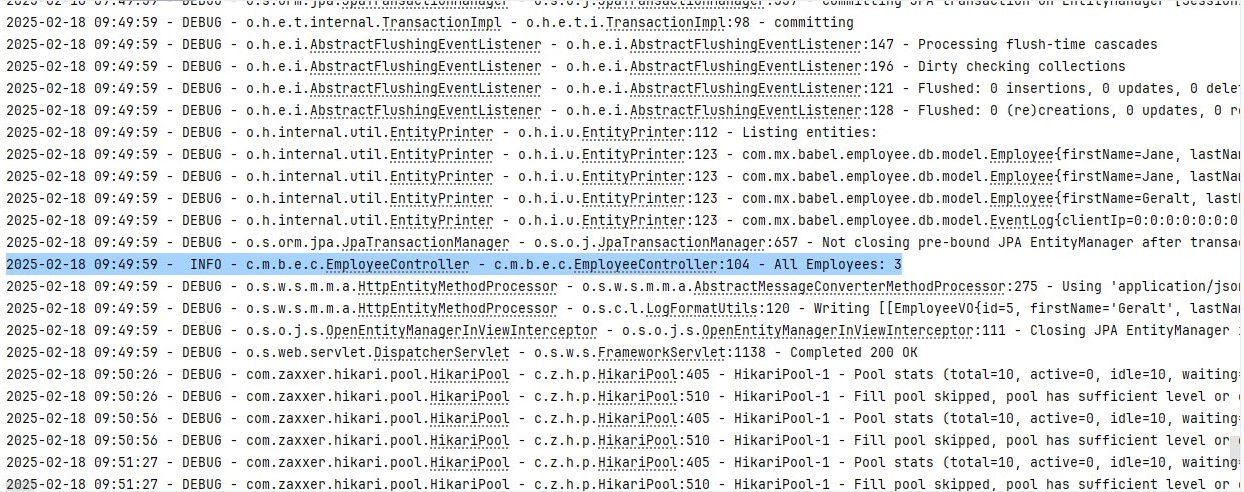 2025-02-18 09:49:59 - DEBUG - o.s.orm.jpa.JpaTransactionManager - o.s.o.j.JpaTransactionManager:557 - Committing JPA transaction on EntityManager [Session
2025-02-18 09:49:59 - DEBUG - o.h.e.t.internal.TransactionImpl - o.h.e.t.i.TransactionImpl:98 - committing
2025-02-18 09:49:59 - DEBUG - o.h.e.i.AbstractFlushingEventListener - o.h.e.i.AbstractFlushingEventListener:147 - Processing flush-time cascades
2025-02-18 09:49:59 - DEBUG - o.h.e.i.AbstractFlushingEventListener - o.h.e.i.AbstractFlushingEventListener:196 - Dirty checking collections
2025-02-18 09:49:59 - DEBUG - o.h.e.i.AbstractFlushingEventListener - o.h.e.i.AbstractFlushingEventListener:121 - Flushed: 0 insertions, 0 updates, 0 delet
2025-02-18 09:49:59 - DEBUG - o.h.e.i.AbstractFlushingEventListener - o.h.e.i.AbstractFlushingEventListener:128 - Flushed: 0 (re)creations, 0 updates, 0 re
2025-02-18 09:49:59 - DEBUG - o.h.internal.util.EntityPrinter - o.h.i.u.EntityPrinter:112 - Listing entities:
2025-02-18 09:49:59 - DEBUG - o.h.internal.util.EntityPrinter - o.h.i.u.EntityPrinter:123 - com.mx.babel.employee.db.model.Employee{firstName=Jane, lastNam
2025-02-18 09:49:59 - DEBUG - o.h.internal.util.EntityPrinter - o.h.i.u.EntityPrinter:123 - com.mx.babel.employee.db.model.Employee{firstName=Jane, lastNam
2025-02-18 09:49:59 - DEBUG - o.h.internal.util.EntityPrinter - o.h.i.u.EntityPrinter:123 - com.mx.babel.employee.db.model.Employee{firstName=Geralt, lastN
2025-02-18 09:49:59 - DEBUG - o.h.internal.util.EntityPrinter - o.h.i.u.EntityPrinter:123 - com.mx.babel.employee.db.model.EventLog{clientIp=0:0:0:0:0:0:0
2025-02-18 09:49:59 - DEBUG - o.s.orm.jpa.JpaTransactionManager - o.s.o.j.JpaTransactionManager:657 - Not closing pre-bound JPA EntityManager after transac
2025-02-18 09:49:59 -  INFO - c.m.b.e.c.EmployeeController - c.m.b.e.c.EmployeeController:104 - All Employees: 3
2025-02-18 09:49:59 - DEBUG - o.s.w.s.m.m.a.HttpEntityMethodProcessor - o.s.w.s.m.m.a.AbstractMessageConverterMethodProcessor:275 - Using 'application/json
2025-02-18 09:49:59 - DEBUG - o.s.w.s.m.m.a.HttpEntityMethodProcessor - o.s.c.l.LogFormatUtils:120 - Writing [[EmployeeVO{id=5, firstName='Geralt', lastNam
2025-02-18 09:49:59 - DEBUG - o.s.o.j.s.OpenEntityManagerInViewInterceptor - o.s.o.j.s.OpenEntityManagerInViewInterceptor:111 - Closing JPA EntityManager i
2025-02-18 09:49:59 - DEBUG - o.s.web.servlet.DispatcherServlet - o.s.w.s.FrameworkServlet:1138 - Completed 200 OK
2025-02-18 09:50:26 - DEBUG - com.zaxxer.hikari.pool.HikariPool - c.z.h.p.HikariPool:405 - HikariPool-1 - Pool stats (total=10, active=0, idle=10, waiting=
2025-02-18 09:50:26 - DEBUG - com.zaxxer.hikari.pool.HikariPool - c.z.h.p.HikariPool:510 - HikariPool-1 - Fill pool skipped, pool has sufficient level or
2025-02-18 09:50:56 - DEBUG - com.zaxxer.hikari.pool.HikariPool - c.z.h.p.HikariPool:405 - HikariPool-1 - Pool stats (total=10, active=0, idle=10, waiting=
2025-02-18 09:50:56 - DEBUG - com.zaxxer.hikari.pool.HikariPool - c.z.h.p.HikariPool:510 - HikariPool-1 - Fill pool skipped, pool has sufficient level or
2025-02-18 09:51:27 - DEBUG - com.zaxxer.hikari.pool.HikariPool - c.z.h.p.HikariPool:405 - HikariPool-1 - Pool stats (total=10, active=0, idle=10, waiting=
2025-02-18 09:51:27 - DEBUG - com.zaxxer.hikari.pool.HikariPool - c.z.h.p.HikariPool:510 - HikariPool-1 - Fill pool skipped, pool has sufficient level or